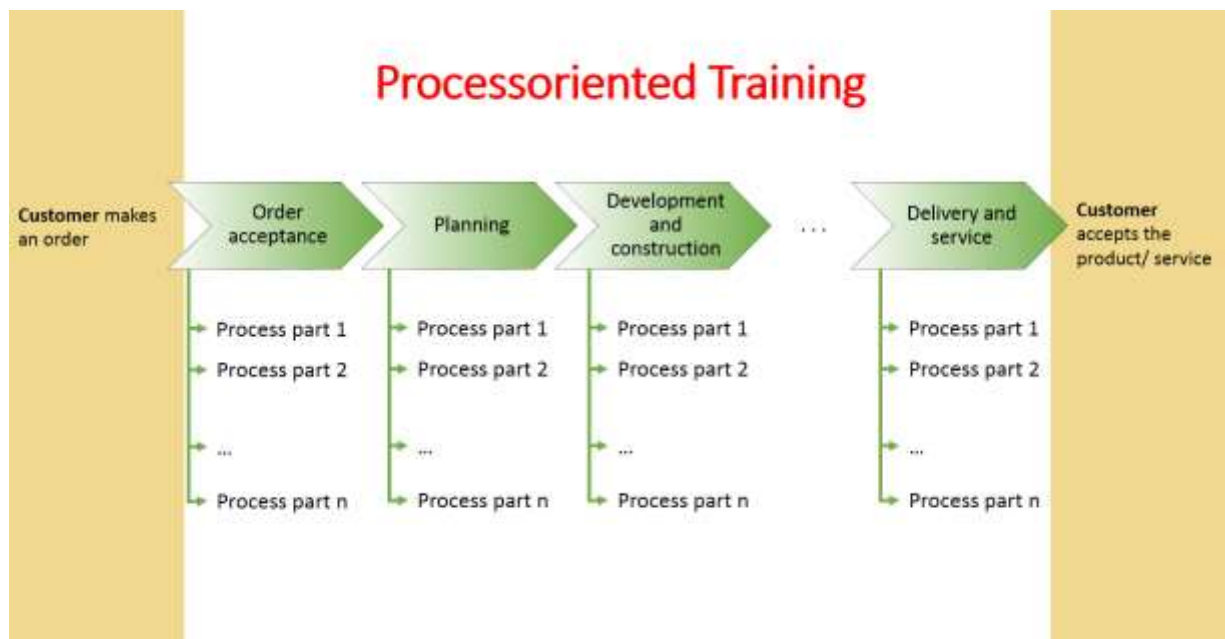 Processoriented Training
Customer makes
an order
Order
acceptance
Planning
Development
and
construction
. . .
Delivery and
service
Customer
accepts the
product/ service
Process part 1
Process part 2
...
Process part n
Process part 1
Process part 2
...
Process part n
Process part 1
Process part 2
...
Process part n
Process part 1
Process part 2
...
Process part n